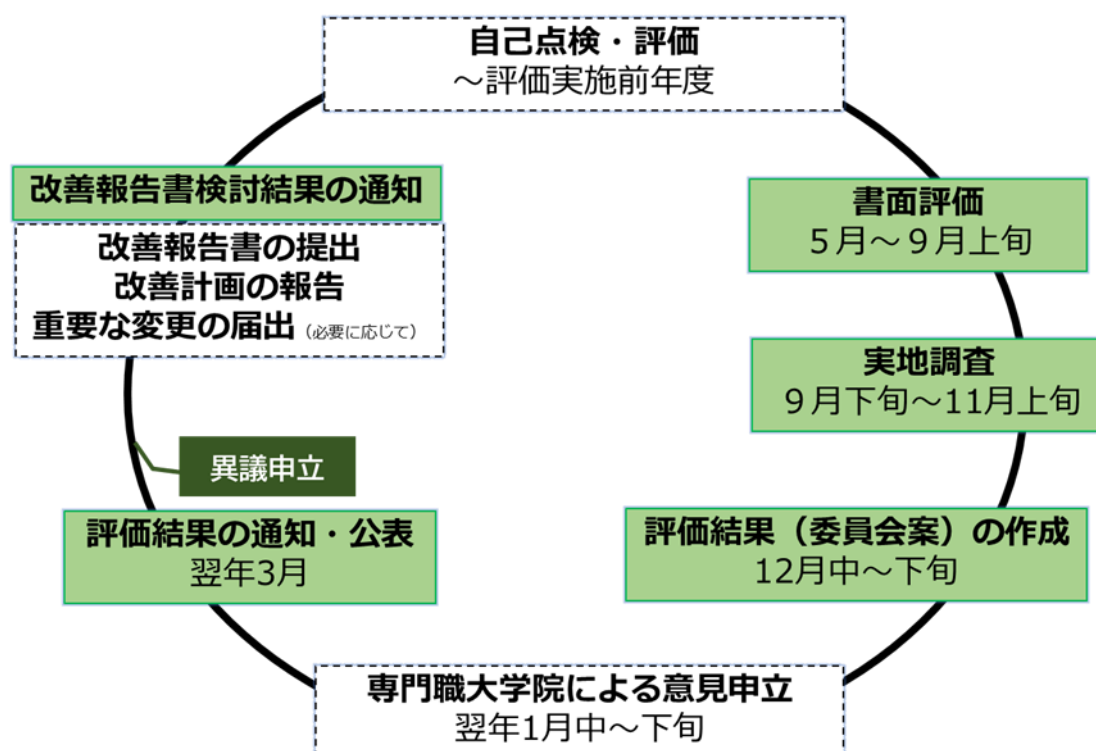 自己点検・評価
～評価実施前年度
書面評価
５月～９月上旬
実地調査
９月下旬～11月上旬
評価結果（委員会案）の作成
12月中～下旬
専門職大学院による意見申立
翌年1月中～下旬
評価結果の通知・公表
翌年3月
異議申立
改善報告書検討結果の通知
改善報告書の提出
改善計画の報告
重要な変更の届出（必要に応じて）